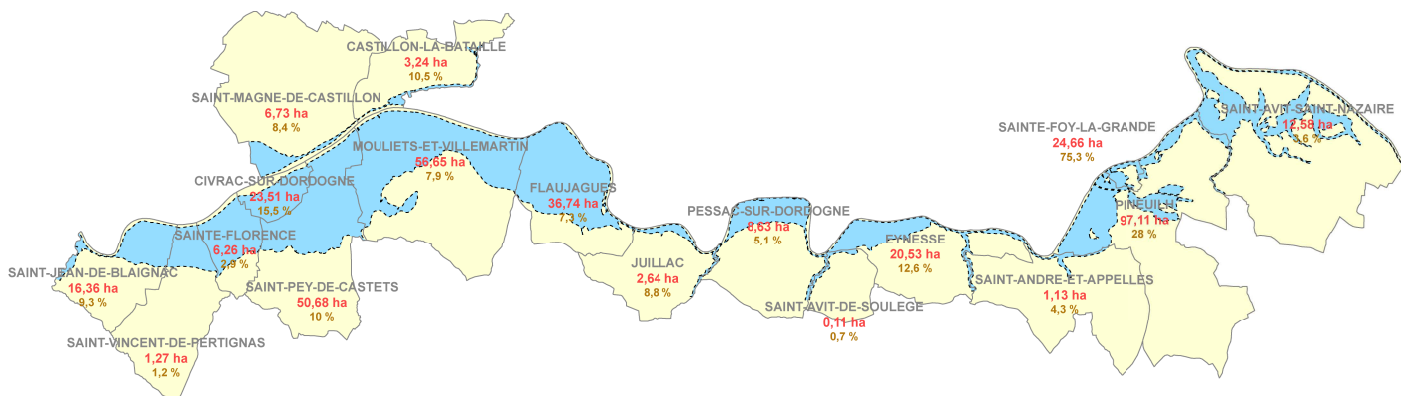 CASTILLON-LA-BATAILLE
3,24 ha
10,5 %
SAINT-MAGNE-DE-CASTILLON
6,73 ha
8,4 %
SAINT-AVIT-SAINT-NAZAIRE
12,58 ha
3,6 %
SAINTE-FOY-LA-GRANDE
24,66 ha
75,3 %
MOULIETS-ET-VILLEMARTIN
56,65 ha
7,9 %
CIVRAC-SUR-DORDOGNE
23,51 ha
15,5 %
FLAUJAGUES
36,74 ha
7,3 %
PESSAC-SUR-DORDOGNE
8,63 ha
5,1 %
PINEUILH
97,11 ha
28 %
SAINTE-FLORENCE
6,26 ha
2,9 %
EYNESSE
20,53 ha
12,6 %
JUILLAC
2,64 ha
8,8 %
SAINT-JEAN-DE-BLAIGNAC
16,36 ha
9,3 %
SAINT-PEY-DE-CASTETS
50,68 ha
10 %
SAINT-ANDRE-ET-APPELLES
1,13 ha
4,3 %
SAINT-AVIT-DE-SOULEGE
0,11 ha
0,7 %
SAINT-VINCENT-DE-PERTIGNAS
1,27 ha
1,2 %